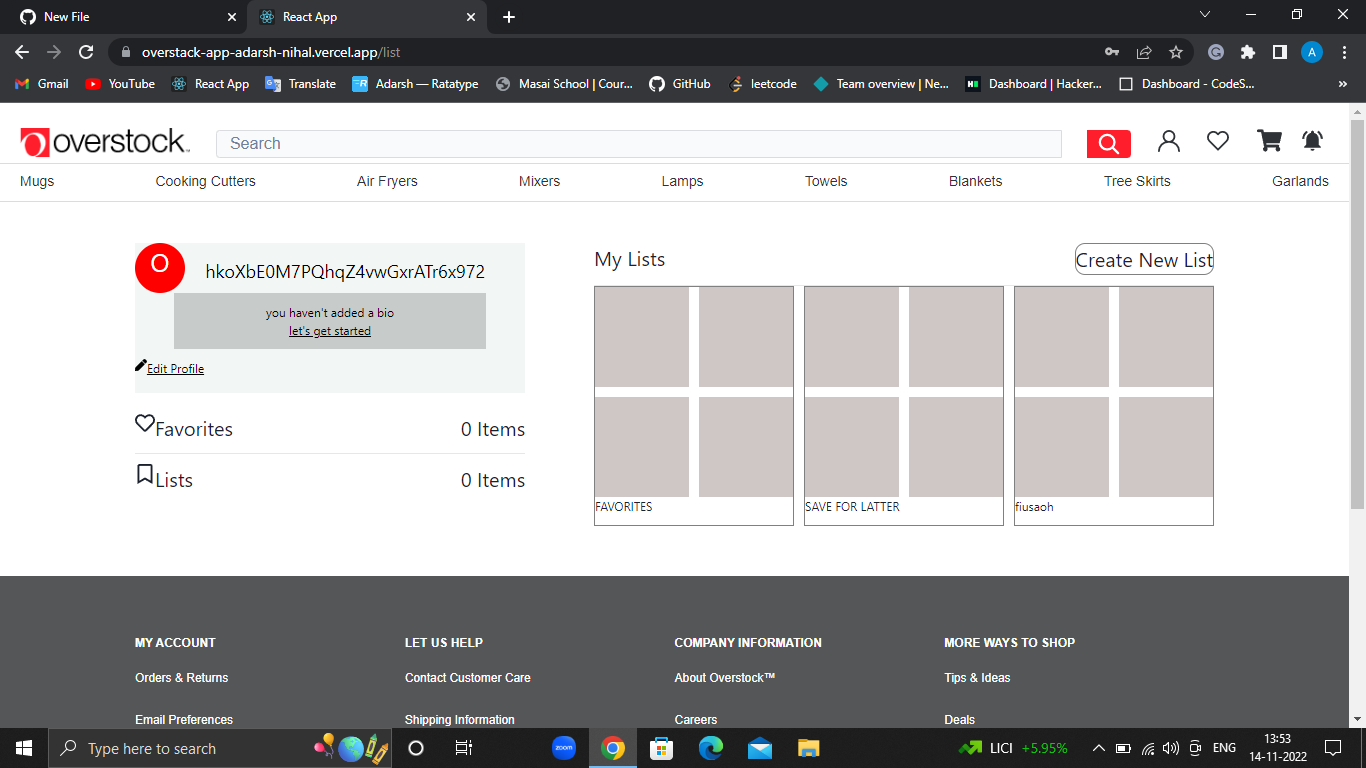 New File
React App
overstack-app-adarsh-nihal.vercel.app/list
A
Gmail YouTube React App Translate Adarsh — Ratatype Masai School | Cour... GitHub leetcode Team overview | Ne... Dashboard | Hacker... Dashboard - CodeS... »
overstock™
Search
Mugs Cooking Cutters Air Fryers Mixers Lamps Towels Blankets Tree Skirts Garlands
O
hkoXbE0M7PQhqZ4vwGxrATr6x972
you haven't added a bio
let's get started
Edit Profile
Favorites 0 Items
Lists 0 Items
My Lists
Create New List
FAVORITES
SAVE FOR LATTER
fiusaoh
MY ACCOUNT LET US HELP COMPANY INFORMATION MORE WAYS TO SHOP
Orders & Returns Contact Customer Care About Overstock™ Tips & Ideas
Email Preferences Shipping Information Careers Deals
Type here to search
zoom
LICI +5.95%
ENG
13:53
14-11-2022